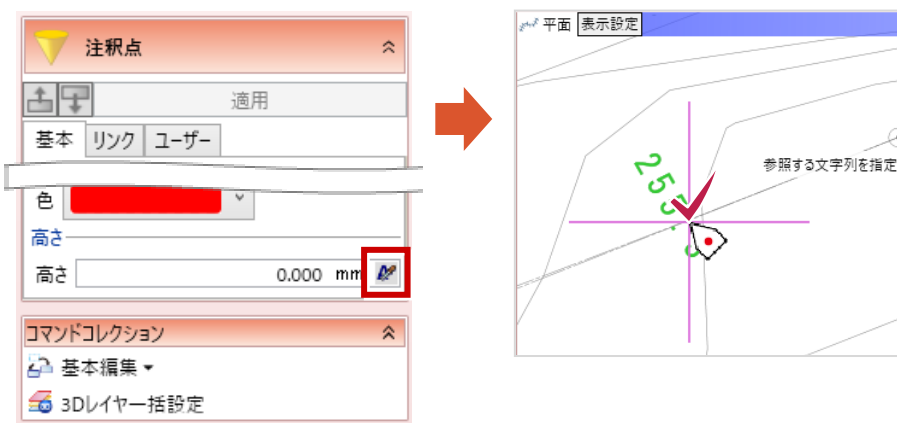 注釈点
適用
基本 リンク ユーザー
色
高さ
高さ 0.000 mm
コマンドコレクション
基本編集
3Dレイヤー括設定
平面 表示設定
参照する文字列を指定